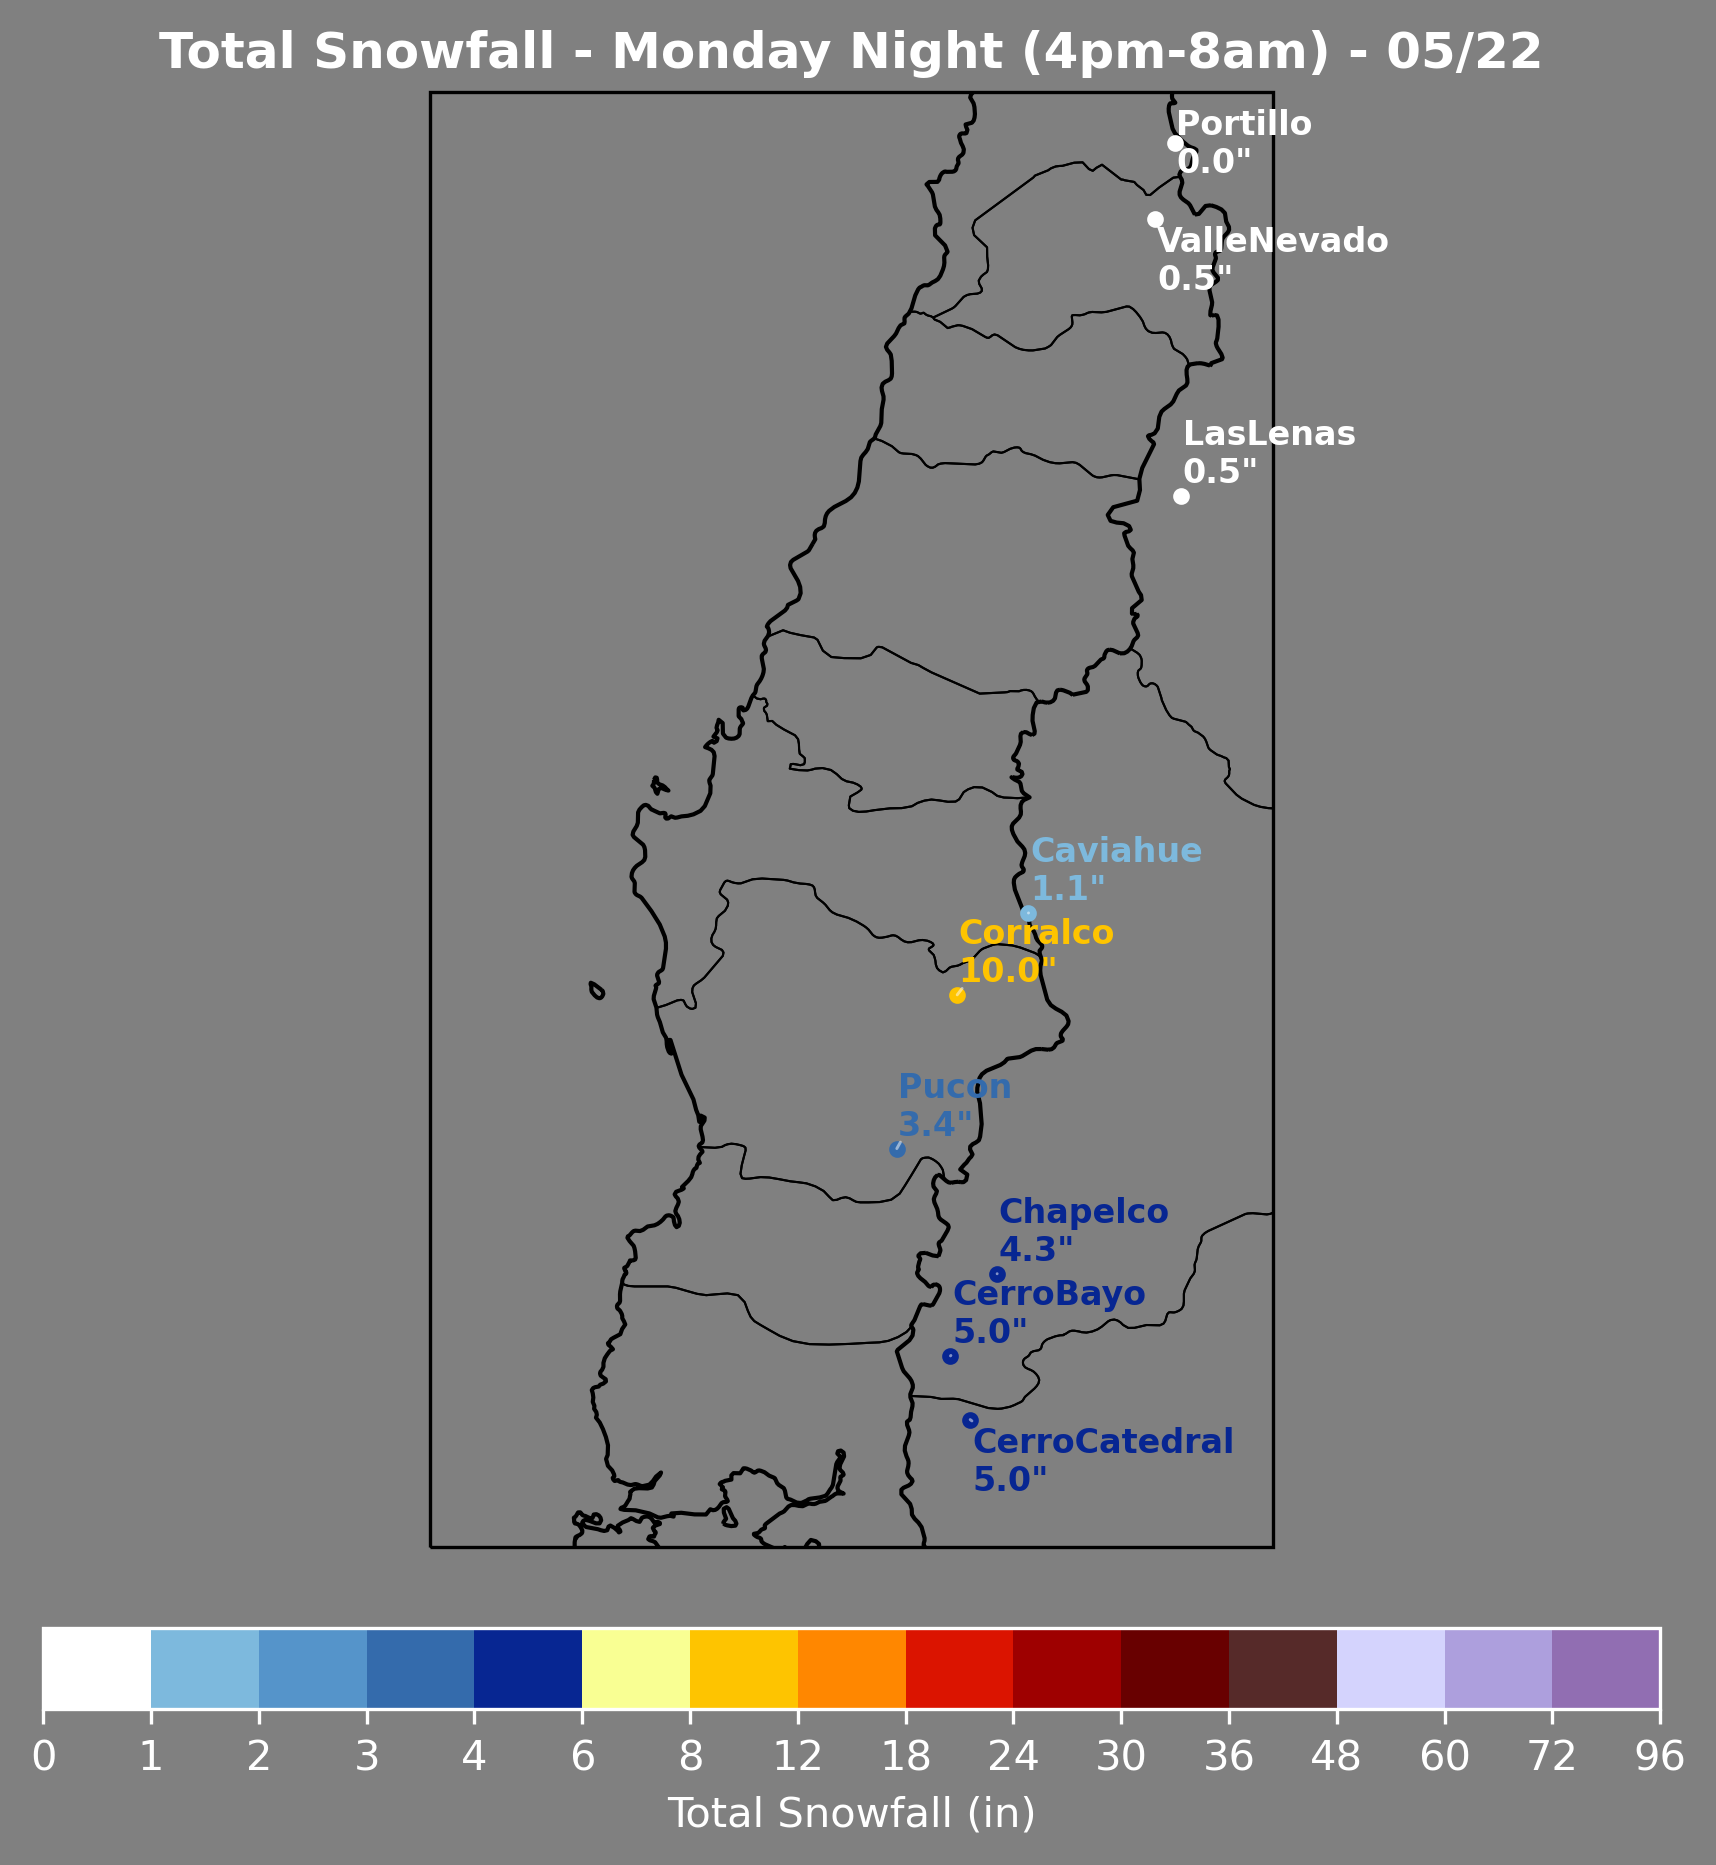 Total Snowfall - Monday Night (4pm-8am) - 05/22
Portillo
0.0"
ValleNevado
0.5"
LasLenas
0.5"
Caviahue
1.1"
Corralco
10.0"
Pucon
3.4"
Chapelco
4.3"
CerroBayo
5.0"
CerroCatedral
5.0"
0 1 2 3 4 6 8 12 18 24 30 36 48 60 72 96
Total Snowfall (in)